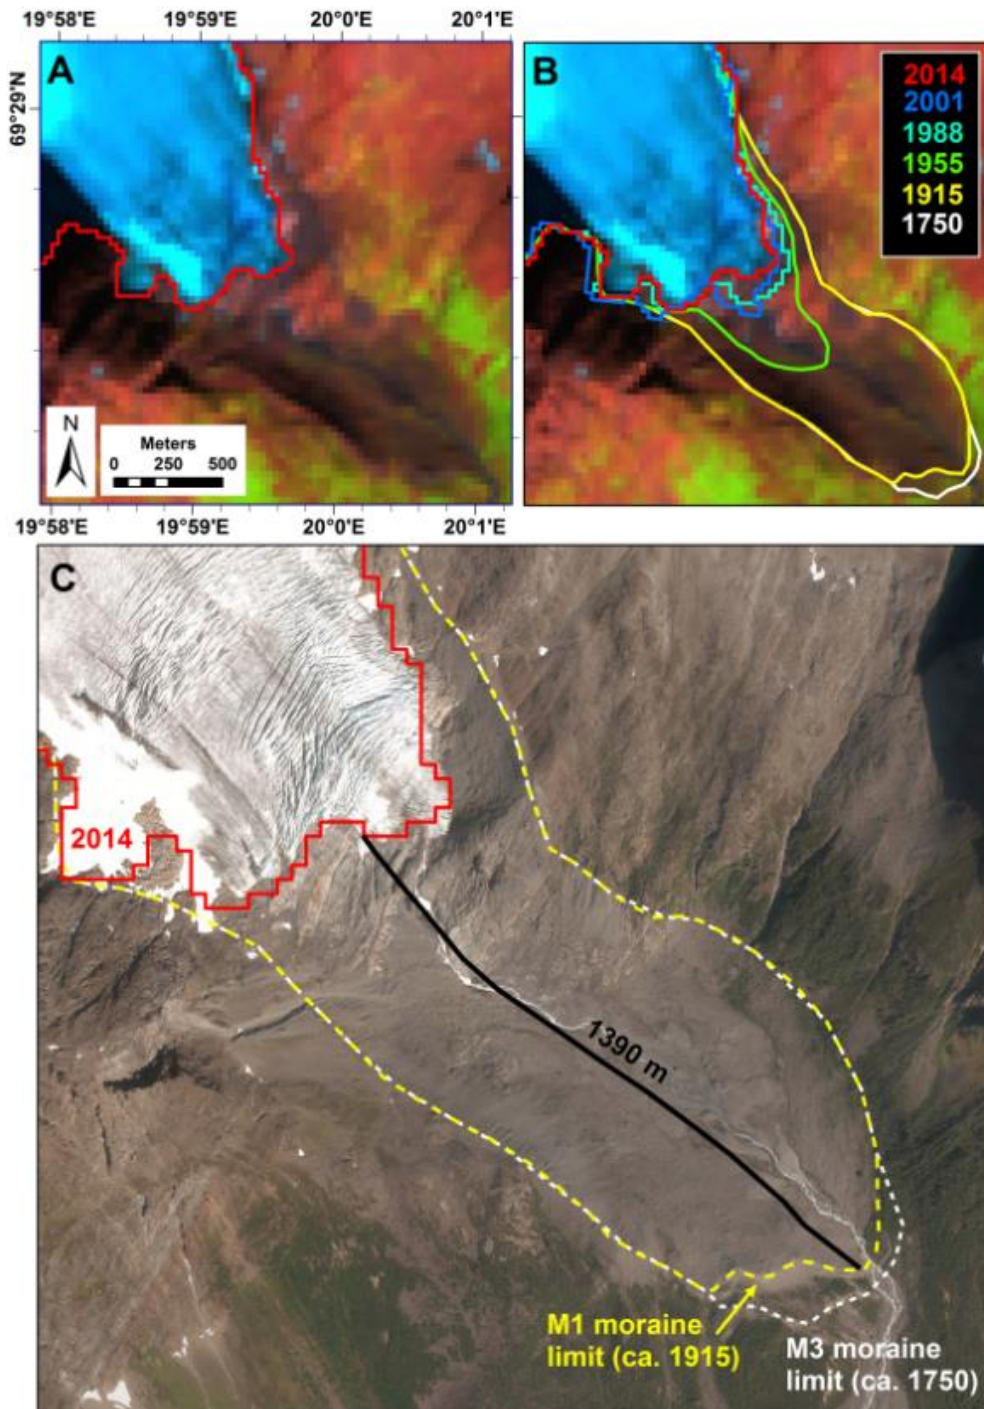 19°58'E 19°59'E 20°0'E 20°1'E
69°29'N
A
B
2014
2001
1988
1955
1915
1750
N
Meters
0 250 500
19°58'E 19°59'E 20°0'E 20°1'E
C
2014
1390 m
M1 moraine
limit (ca. 1915)
M3 moraine
limit (ca. 1750)